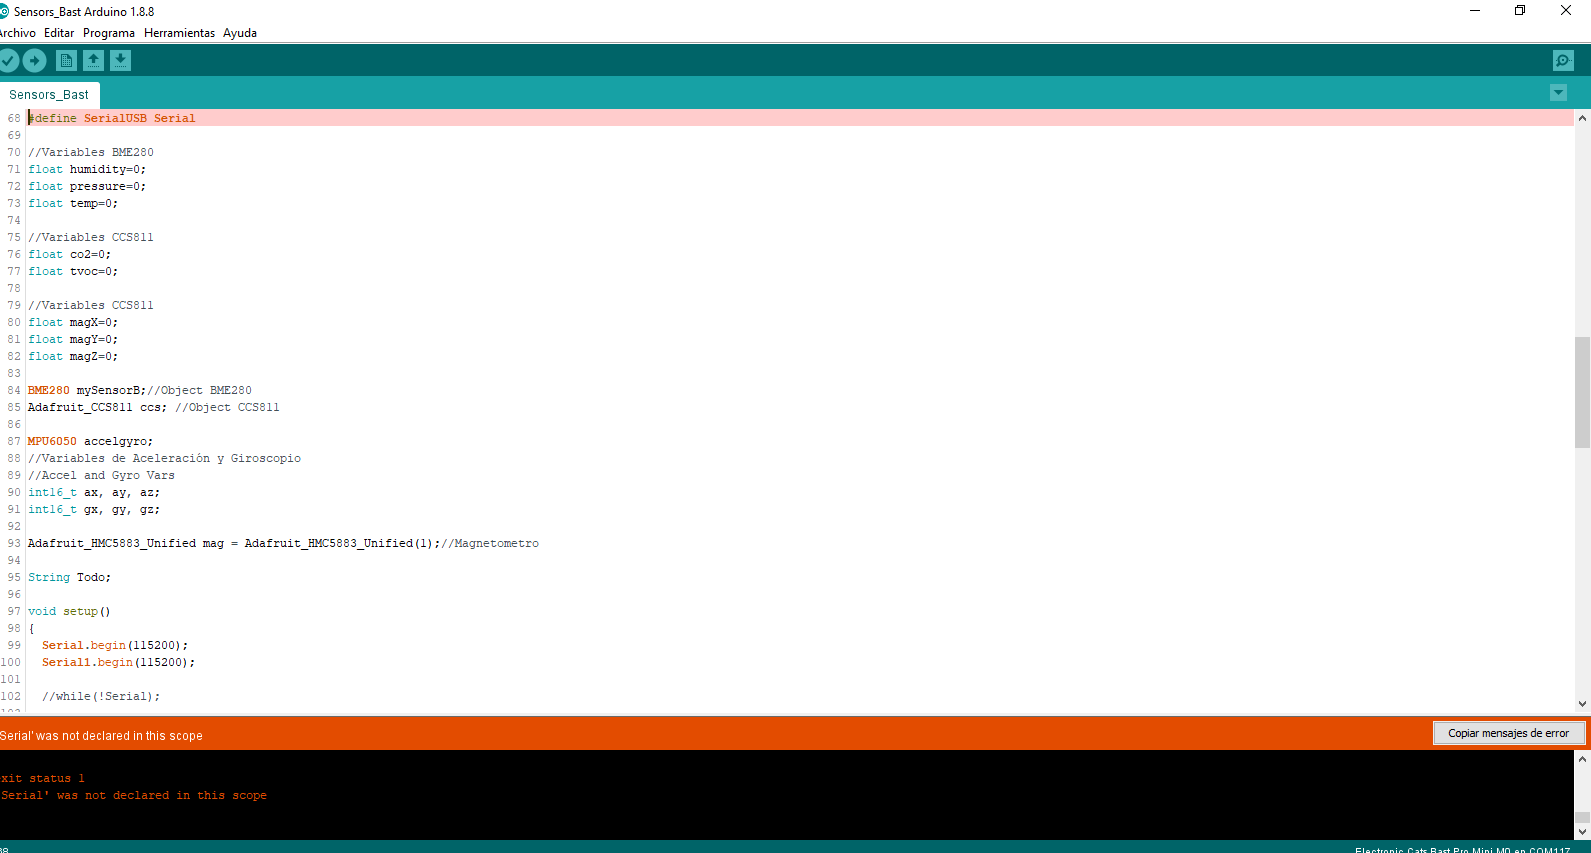 Sensors_Bast Arduino 1.8.8
Archivo Editar Programa Herramientas Ayuda
Sensors_Bast
68 #define SerialUSB Serial
69
70 //Variables BME280
71 float humidity=0;
72 float pressure=0;
73 float temp=0;
74
75 //Variables CCS811
76 float co2=0;
77 float tvoc=0;
78
79 //Variables CCS811
80 float magX=0;
81 float magY=0;
82 float magZ=0;
83
84 BME280 mySensorB;//Object BME280
85 Adafruit_CCS811 ccs; //Object CCS811
86
87 MPU6050 accelgyro;
88 //Variables de Aceleración y Giroscopio
89 //Accel and Gyro Vars
90 int16_t ax, ay, az;
91 int16_t gx, gy, gz;
92
93 Adafruit_HMC5883_Unified mag = Adafruit_HMC5883_Unified(1);//Magnetometro
94
95 String Todo;
96
97 void setup()
98 {
99 Serial.begin(115200);
100 Serial1.begin(115200);
101
102 //while(!Serial);
Serial' was not declared in this scope
Copiar mensajes de error
xit status 1
Serial' was not declared in this scope
Electronic Cats Bast Pro Mini M0 en COM117